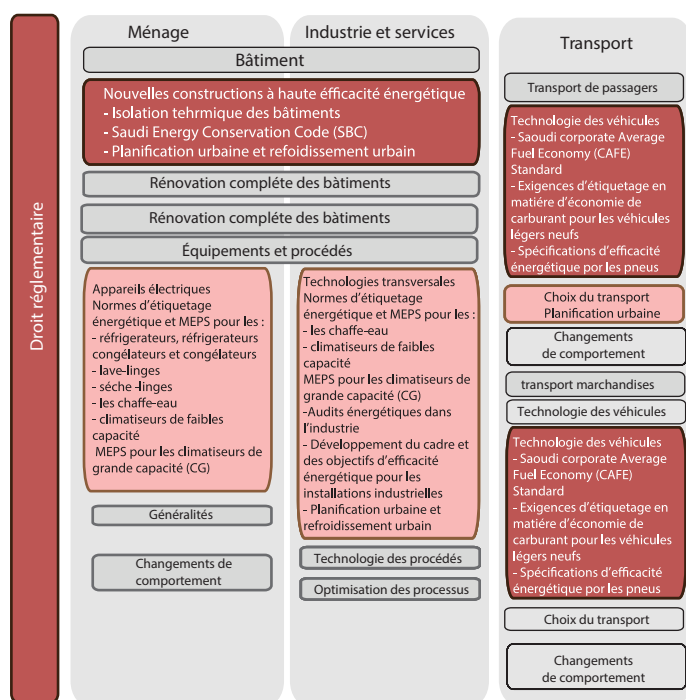 Droit réglementaire
Ménage
Industrie et services
Bâtiment
Nouvelles constructions à haute éfficacité énergétique
- Isolation tehrmique des bâtiments
- Saudi Energy Conservation Code (SBC)
- Planification urbaine et refoidissement urbain
Rénovation compléte des bàtiments
Rénovation compléte des bàtiments
Équipements et procédés
Appareils électriques
Normes d'étiquetage
énergétique et MEPS pour les :
- réfrigerateurs, réfrigerateurs
congélateurs et congélateurs
- lave-linges
- séche -linges
- les chaffe-eau
- climatiseurs de faibles
capacité
MEPS pour les climatiseurs de
grande capacité (CG)
Généralités
Changements de
comportement
Technologies transversales
Normes d'étiquetage
énergétique et MEPS pour les :
- les chaffe-eau
- climatiseurs de faibles
capacité
MEPS pour les climatiseurs de
grande capacité (CG)
-Audits énergétiques dans
l'industrie
- Développement du cadre et
des objectifs d'efficacité
énergétique pour les
installations industrielles
- Planification urbaine et
refroidissement urbain
Technologie des procédés
Optimisation des processus
Transport
Transport de passagers
Technologie des véhicules
- Saoudi corporate Average
Fuel Economy (CAFE)
Standard
- Exigences d'étiquetage en
matiére d'économie de
carburant pour les véhicules
légers neufs
- Spécifications d'efficacité
énergétique por les pneus
Choix du transport
Planification urbaine
Changements
de comportement
transport marchandises
Technologie des véhicules
Technologie des véhicules
- Saoudi corporate Average
Fuel Economy (CAFE)
Standard
- Exigences d'étiquetage en
matiére d'économie de
carburant pour les véhicules
légers neufs
- Spécifications d'efficacité
énergétique por les pneus
Choix du transport
Changements
de comportement